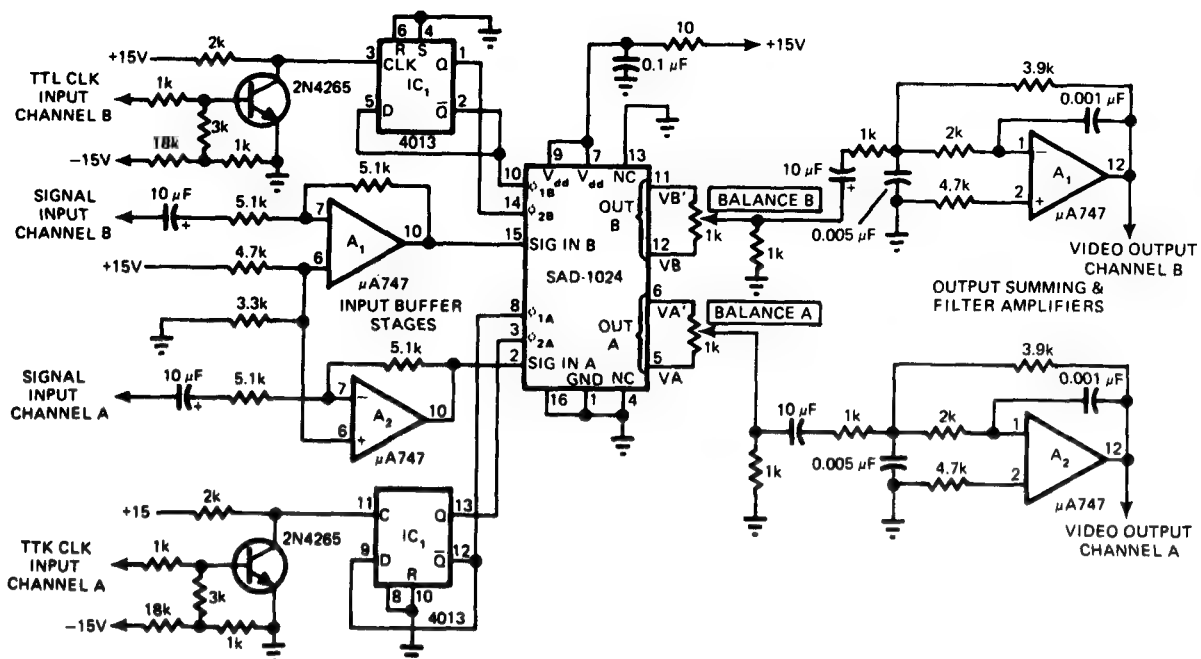 6 4
R S
+15V
2k
3
CLK
Q
1
IC1
5
D
Q̅
2
4013
TTL CLK
INPUT
CHANNEL B
1k
2N4265
3k
18k
1k
-15V
SIGNAL
INPUT
CHANNEL B
10 µF
+
5.1k
5.1k
7
A1
10
6
µA747
+15V
4.7k
3.3k
INPUT BUFFER
STAGES
SIGNAL
INPUT
CHANNEL A
10 µF
+
5.1k
5.1k
7
−
A2
10
6
+
µA747
+15
2k
11
C
Q
13
IC1
9
D
Q̅
12
R
8
10
4013
TTK CLK
INPUT
CHANNEL A
1k
2N4265
3k
18k
1k
-15V
10
+15V
0.1 µF
9
7
13
Vdd
Vdd
NC
10
ϕ1B
14
ϕ2B
15
SIG IN B
SAD-1024
8
ϕ1A
3
ϕ2A
2
SIG IN A
GND
NC
16
1
4
11
VB'
OUT
B
12
VB
1k
BALANCE B
1k
6
VA'
OUT
A
5
VA
1k
BALANCE A
1k
10 µF
+
1k
0.005 µF
2k
4.7k
3.9k
0.001 µF
1
−
A1
12
2
+
µA747
VIDEO OUTPUT
CHANNEL B
OUTPUT SUMMING &
FILTER AMPLIFIERS
10 µF
1k
0.005 µF
2k
4.7k
3.9k
0.001 µF
1
A2
12
2
µA747
VIDEO OUTPUT
CHANNEL A